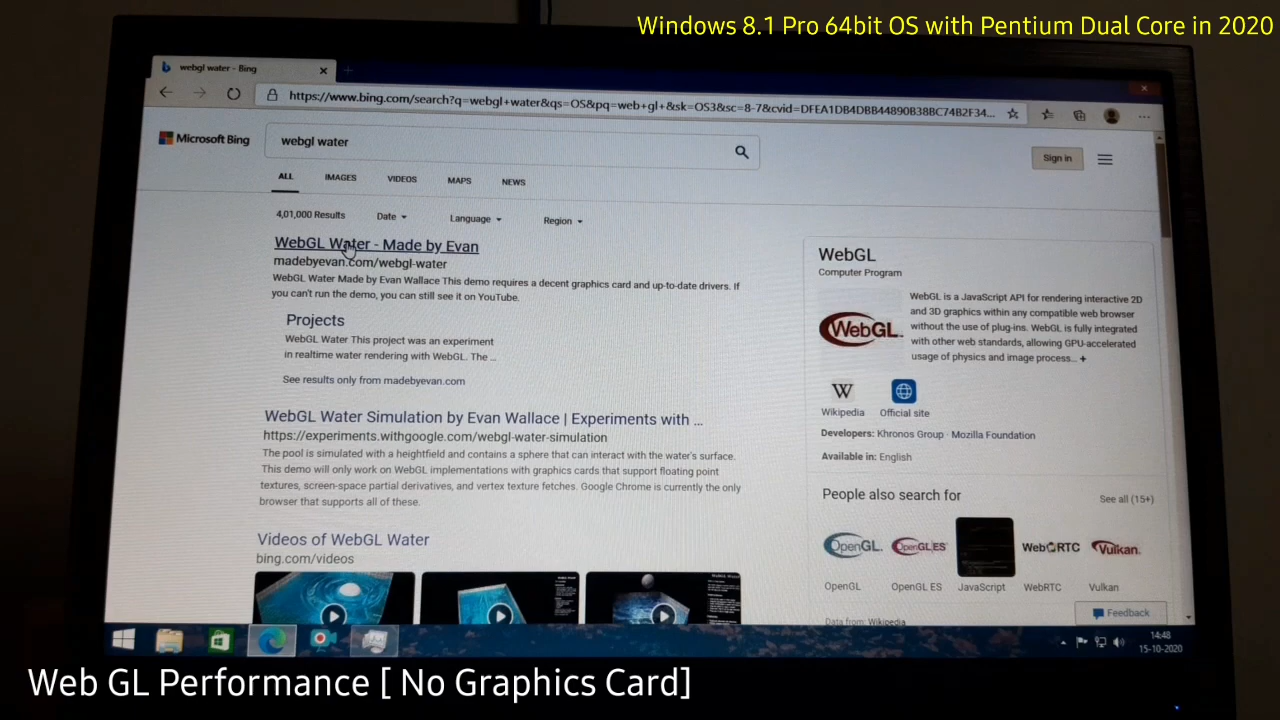 Windows 8.1 Pro 64bit OS with Pentium Dual Core in 2020
webgl water - Bing
https://www.bing.com/search?q=webgl+water&qs=OS&pq=web+gl+&sk=OS3&sc=8-7&cvid=DFEA1DB4DBB44890B38BC74B2F34...
Microsoft Bing
webgl water
Sign in
ALL IMAGES VIDEOS MAPS NEWS
4,01,000 Results Date Language Region
WebGL Water - Made by Evan
madebyevan.com/webgl-water
WebGL Water Made by Evan Wallace This demo requires a decent graphics card and up-to-date drivers. If
you can't run the demo, you can still see it on YouTube.
Projects
WebGL Water This project was an experiment
in realtime water rendering with WebGL. The ...
See results only from madebyevan.com
WebGL Water Simulation by Evan Wallace | Experiments with ...
https://experiments.withgoogle.com/webgl-water-simulation
The pool is simulated with a heightfield and contains a sphere that can interact with the water's surface.
This demo will only work on WebGL implementations with graphics cards that support floating point
textures, screen-space partial derivatives, and vertex texture fetches. Google Chrome is currently the only
browser that supports all of these.
Videos of WebGL Water
bing.com/videos
WebGL
Computer Program
WebGL
WebGL is a JavaScript API for rendering interactive 2D
and 3D graphics within any compatible web browser
without the use of plug-ins. WebGL is fully integrated
with other web standards, allowing GPU-accelerated
usage of physics and image process... +
W
Wikipedia Official site
Developers: Khronos Group · Mozilla Foundation
Available in: English
People also search for See all (15+)
OpenGL. OpenGL|ES WebRTC Vulkan.
OpenGL OpenGL ES JavaScript WebRTC Vulkan
Data from: Wikipedia
Feedback
14:48
15-10-2020
Web GL Performance [ No Graphics Card]